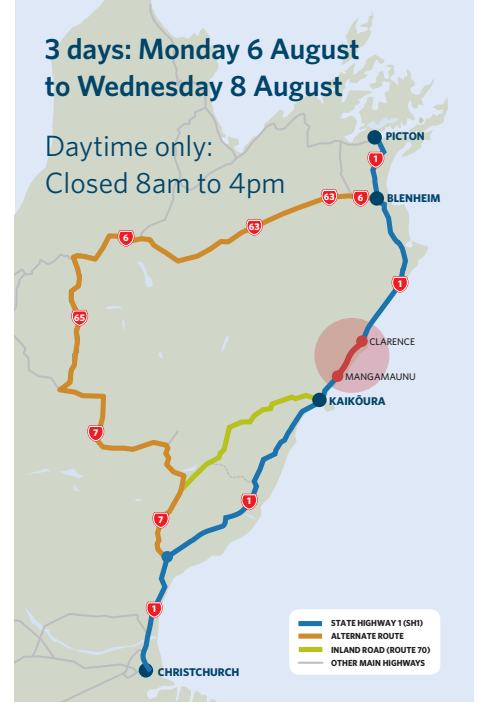 3 days: Monday 6 August
to Wednesday 8 August
Daytime only:
Closed 8am to 4pm
PICTON
1
63
6
BLENHEIM
63
6
1
65
CLARENCE
MANGAMAUNU
KAIKŌURA
7
1
7
1
STATE HIGHWAY 1 (SH1)
ALTERNATE ROUTE
INLAND ROAD (ROUTE 70)
OTHER MAIN HIGHWAYS
CHRISTCHURCH